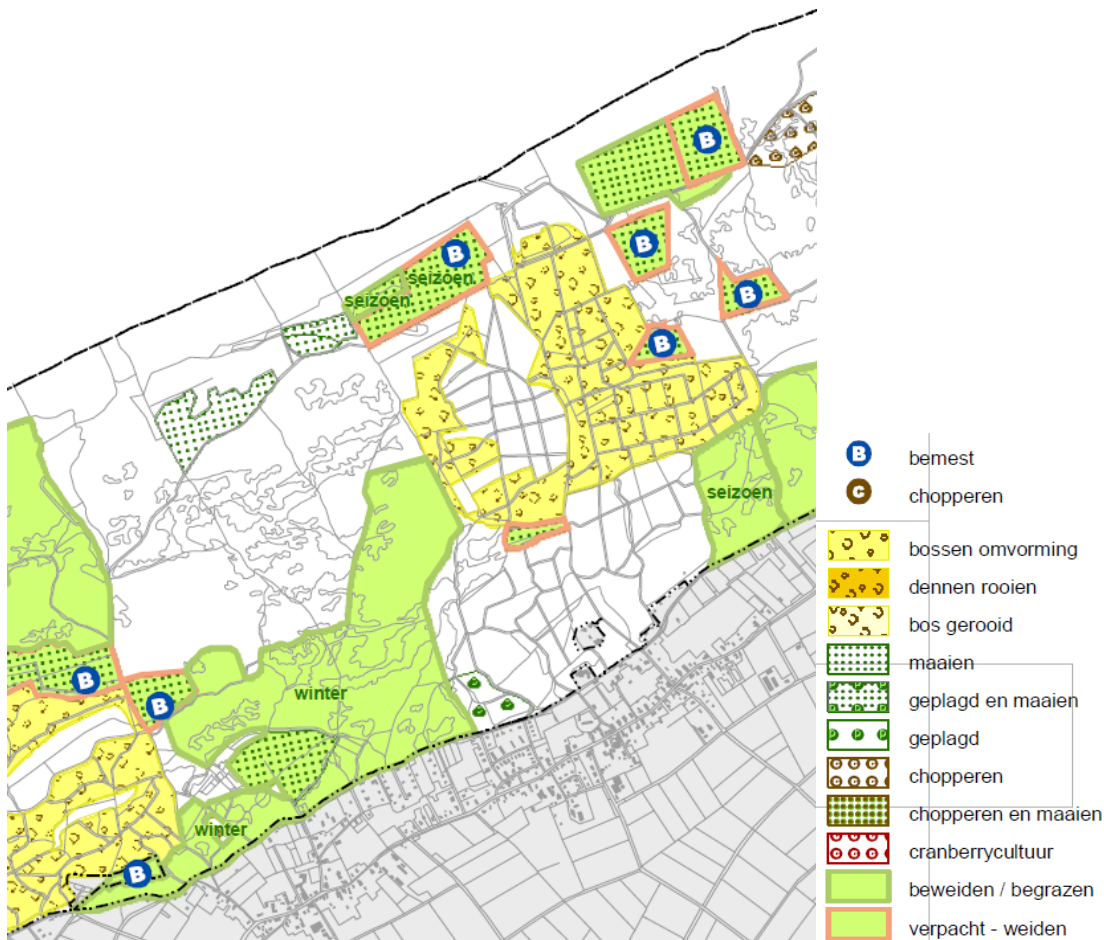 B
B
B
seizoen
seizoen
B
B
seizoen
B
B
winter
winter
B
B bemest
C chopperen
bossen omvorming
dennen rooien
bos gerooid
maaien
geplagd en maaien
geplagd
chopperen
chopperen en maaien
cranberrycultuur
beweiden / begrazen
verpacht - weiden